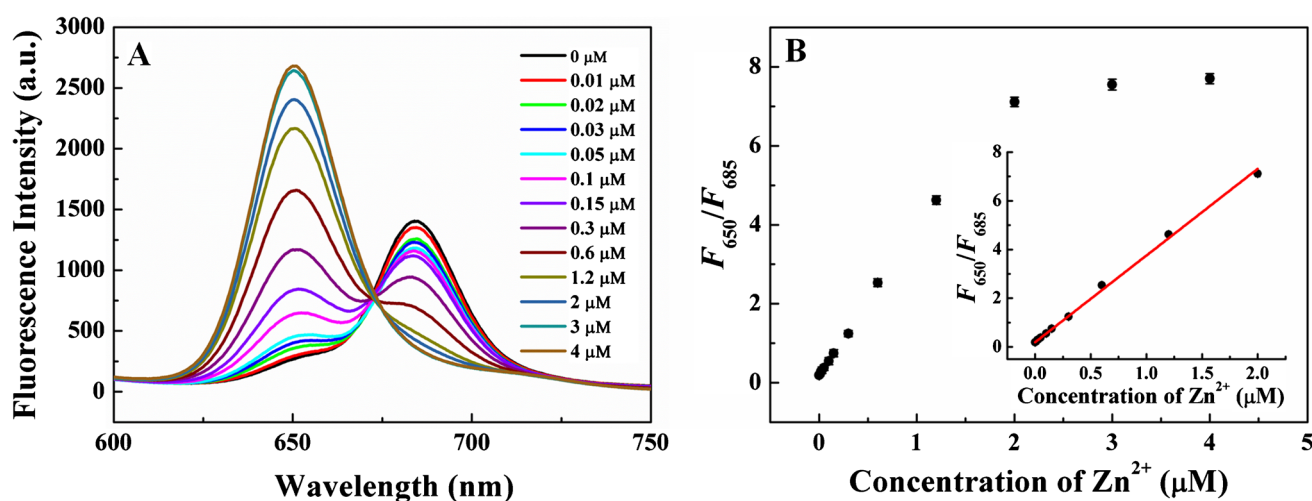 A
Fluorescence Intensity (a.u.)
3000
2500
2000
1500
1000
500
0
600
650
700
750
Wavelength (nm)
0 μM
0.01 μM
0.02 μM
0.03 μM
0.05 μM
0.1 μM
0.15 μM
0.3 μM
0.6 μM
1.2 μM
2 μM
3 μM
4 μM
B
F650/F685
8
6
4
2
0
0
1
2
3
4
5
Concentration of Zn²⁺ (μM)
F650/F685
8
6
4
2
0
0.0
0.5
1.0
1.5
2.0
Concentration of Zn²⁺ (μM)